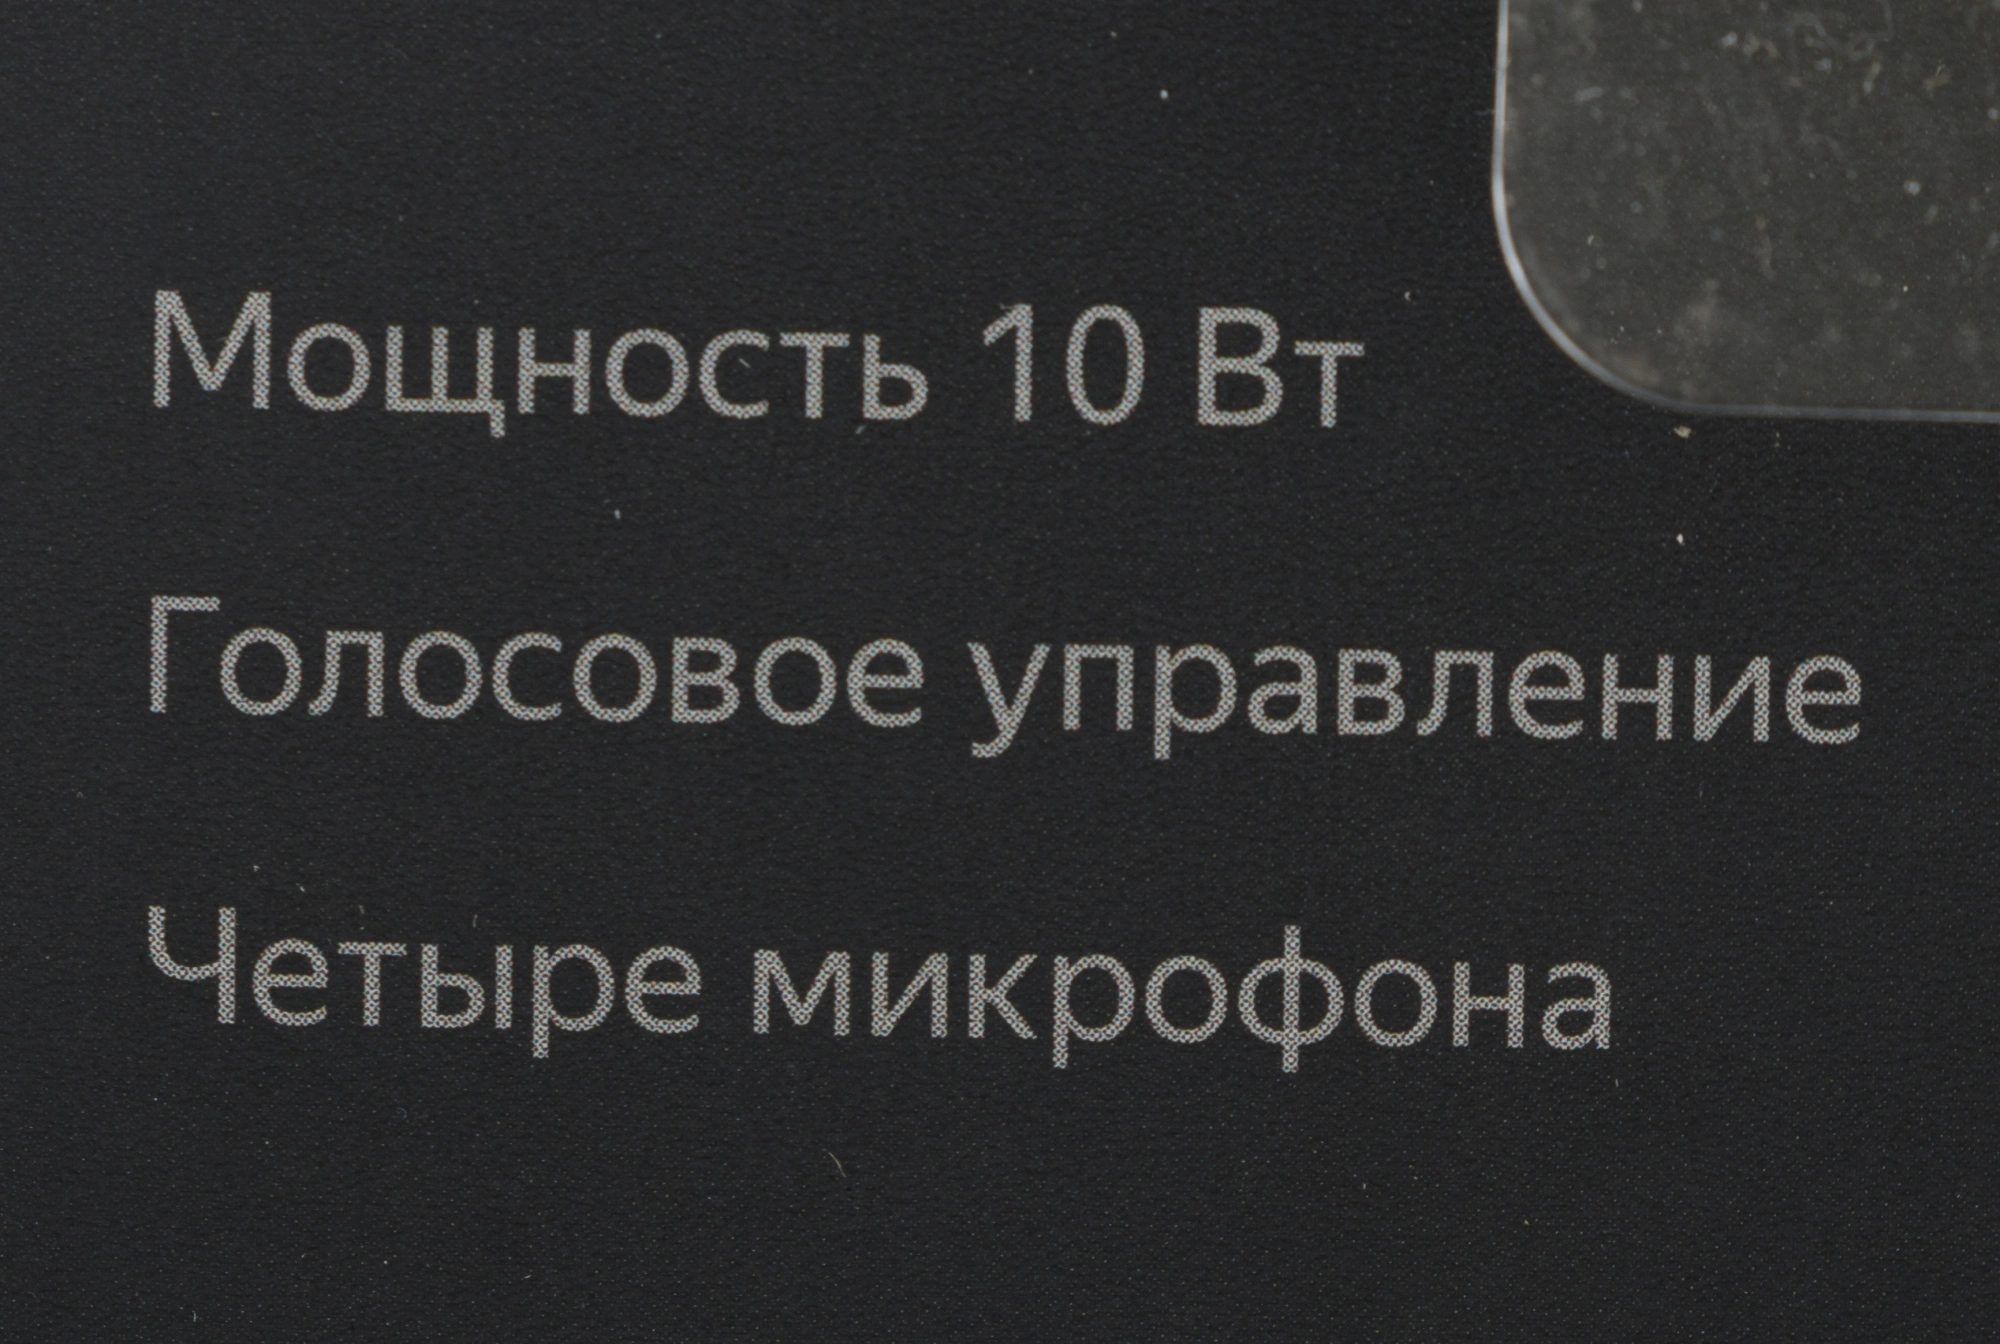 Мощность 10 Вт
Голосовое управление
Четыре микрофона